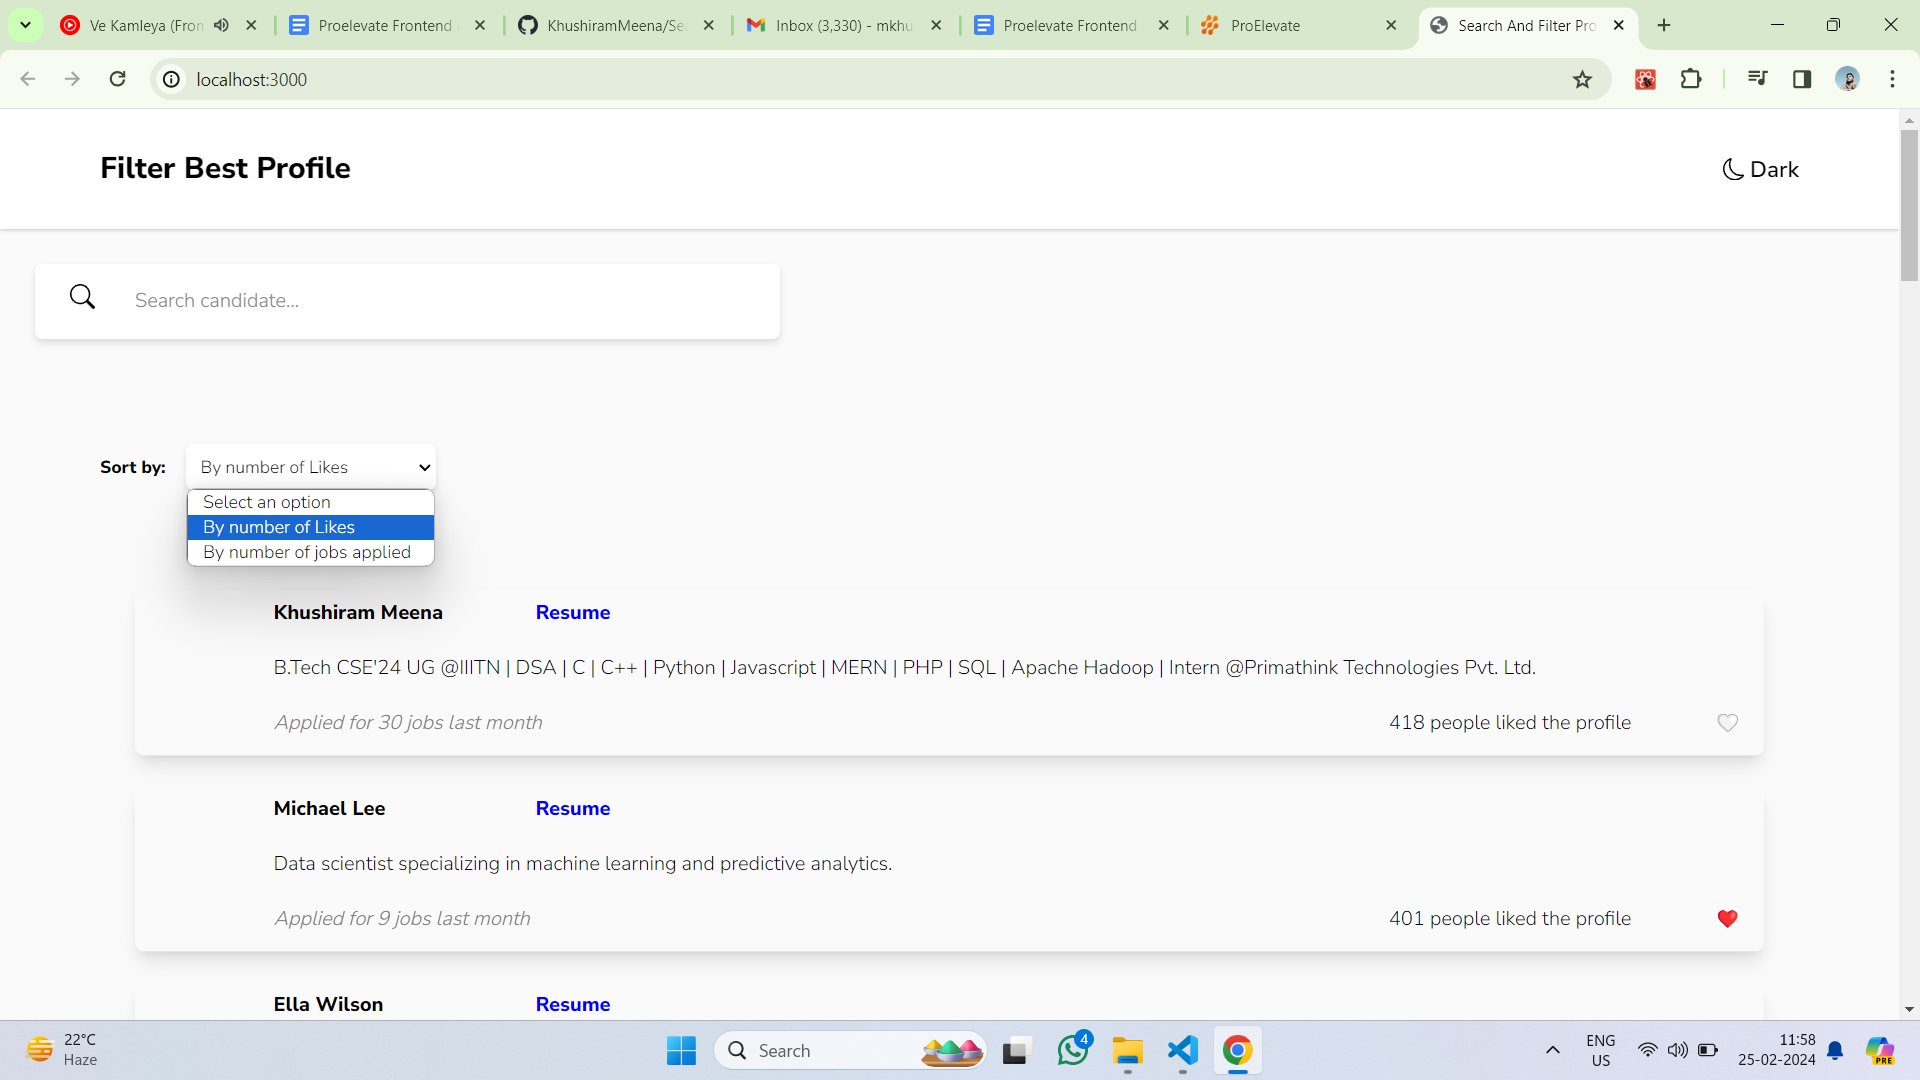 Ve Kamleya (From
Proelevate Frontend A
KhushiramMeena/Sea
Inbox (3,330) - mkhu
Proelevate Frontend
ProElevate
Search And Filter Pro
localhost:3000
Filter Best Profile
Dark
Search candidate...
Sort by:
By number of Likes
Select an option
By number of Likes
By number of jobs applied
Khushiram Meena
Resume
B.Tech CSE'24 UG @IIITN | DSA | C | C++ | Python | Javascript | MERN | PHP | SQL | Apache Hadoop | Intern @Primathink Technologies Pvt. Ltd.
Applied for 30 jobs last month
418 people liked the profile
Michael Lee
Resume
Data scientist specializing in machine learning and predictive analytics.
Applied for 9 jobs last month
401 people liked the profile
Ella Wilson
Resume
22°C
Haze
Search
4
ENG
US
11:58
25-02-2024
PRE